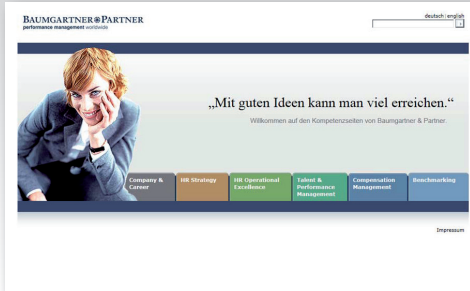 BAUMGARTNER PARTNER
performance management worldwide
deutsch | english
„Mit guten Ideen kann man viel erreichen.“
Willkommen auf den Kompetenzseiten von Baumgartner & Partner.
Company &
Career
HR Strategy
HR Operational
Excellence
Talent &
Performance
Management
Compensation
Management
Benchmarking
Impressum